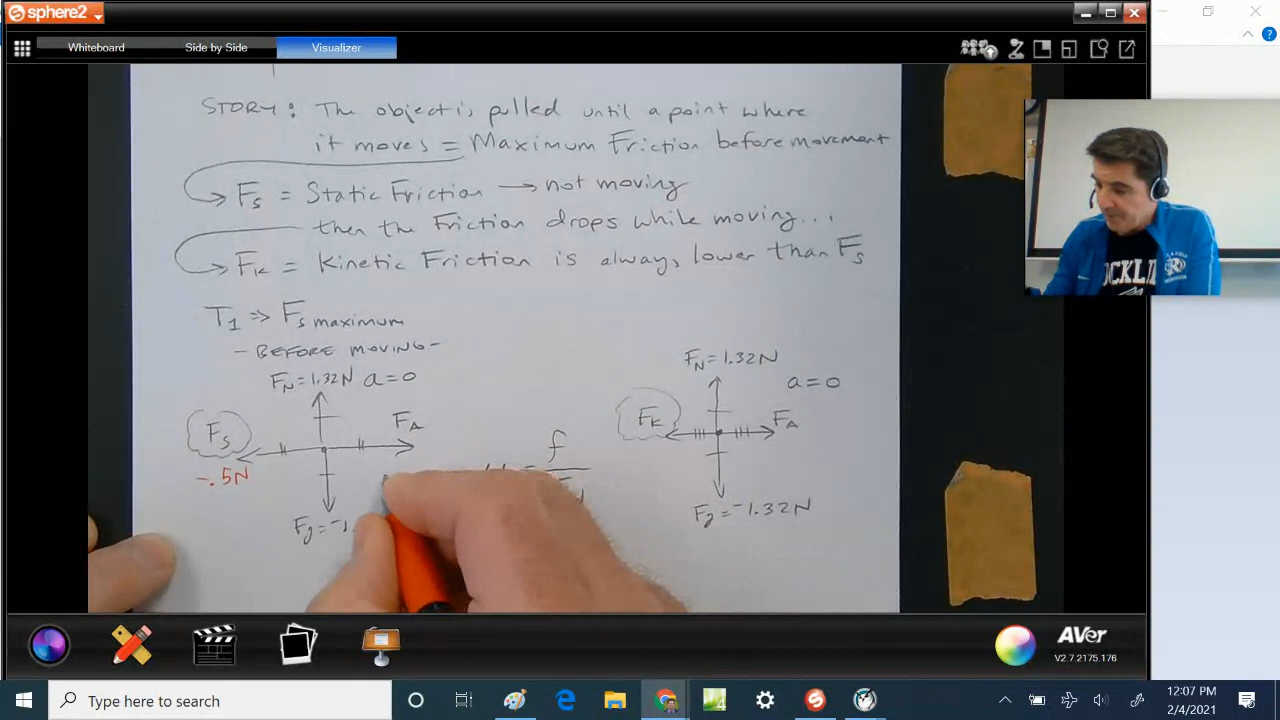 sphere2
Whiteboard
Side by Side
Visualizer
STORY: The object is pulled until a point where
it moves = Maximum Friction before movement
Fs = Static Friction → not moving
then the Friction drops while moving...
FK = Kinetic Friction is always lower than Fs
T1 ⇒ Fs maximum
- BEFORE MOVING -
FN = 1.32N a = 0
Fs
FA
-.5N
Fg = -1.
= f
FN = 1.32N
a = 0
FK
FA
Fg = -1.32N
OCKLI
R
AVer
V2.7.2175.176
Type here to search
12:07 PM
2/4/2021